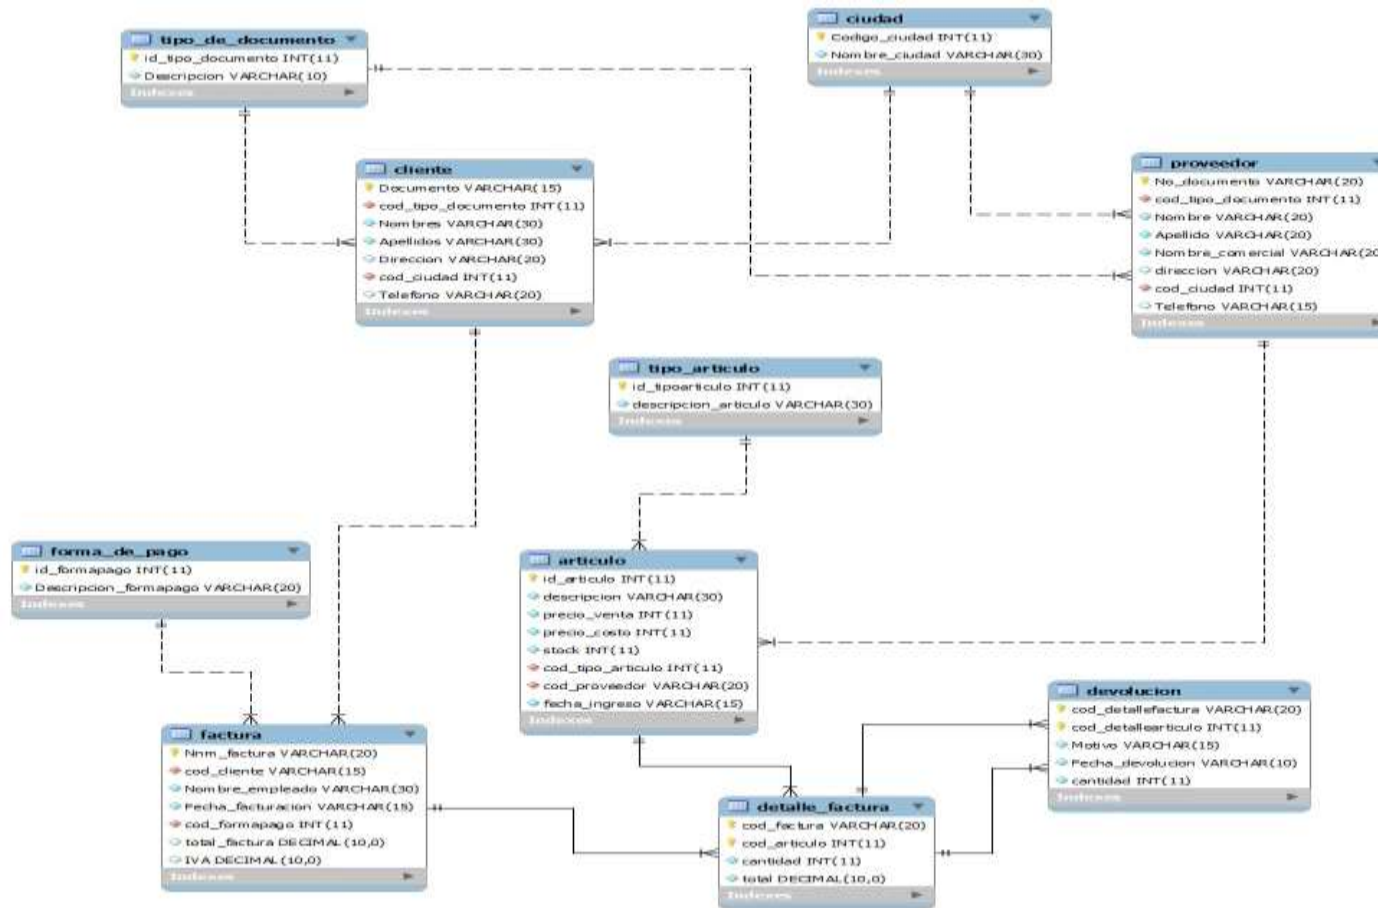 tipo_de_documento
id_tipo_documento INT(11)
Descripcion VARCHAR(10)
Indexes
ciudad
Codigo_ciudad INT(11)
Nombre_ciudad VARCHAR(30)
Indexes
cliente
Documento VARCHAR(15)
cod_tipo_documento INT(11)
Nombres VARCHAR(30)
Apellidos VARCHAR(30)
Direccion VARCHAR(20)
cod_ciudad INT(11)
Telefono VARCHAR(20)
Indexes
proveedor
No_documento VARCHAR(20)
cod_tipo_documento INT(11)
Nombre VARCHAR(20)
Apellido VARCHAR(20)
Nombre_comercial VARCHAR(20
direccion VARCHAR(20)
cod_ciudad INT(11)
Telefono VARCHAR(15)
Indexes
tipo_articulo
id_tipoarticulo INT(11)
descripcion_articulo VARCHAR(30)
Indexes
forma_de_pago
id_formapago INT(11)
Descripcion_formapago VARCHAR(20)
Indexes
articulo
id_articulo INT(11)
descripcion VARCHAR(30)
precio_venta INT(11)
precio_costo INT(11)
stock INT(11)
cod_tipo_articulo INT(11)
cod_proveedor VARCHAR(20)
fecha_ingreso VARCHAR(15)
Indexes
devolucion
cod_detallefactura VARCHAR(20)
cod_detallearticulo INT(11)
Motivo VARCHAR(15)
Fecha_devolucion VARCHAR(10)
cantidad INT(11)
Indexes
factura
Nnm_factura VARCHAR(20)
cod_cliente VARCHAR(15)
Nombre_empleado VARCHAR(30)
Fecha_facturacion VARCHAR(15)
cod_formapago INT(11)
total_factura DECIMAL(10,0)
IVA DECIMAL(10,0)
Indexes
detalle_factura
cod_factura VARCHAR(20)
cod_articulo INT(11)
cantidad INT(11)
total DECIMAL(10,0)
Indexes